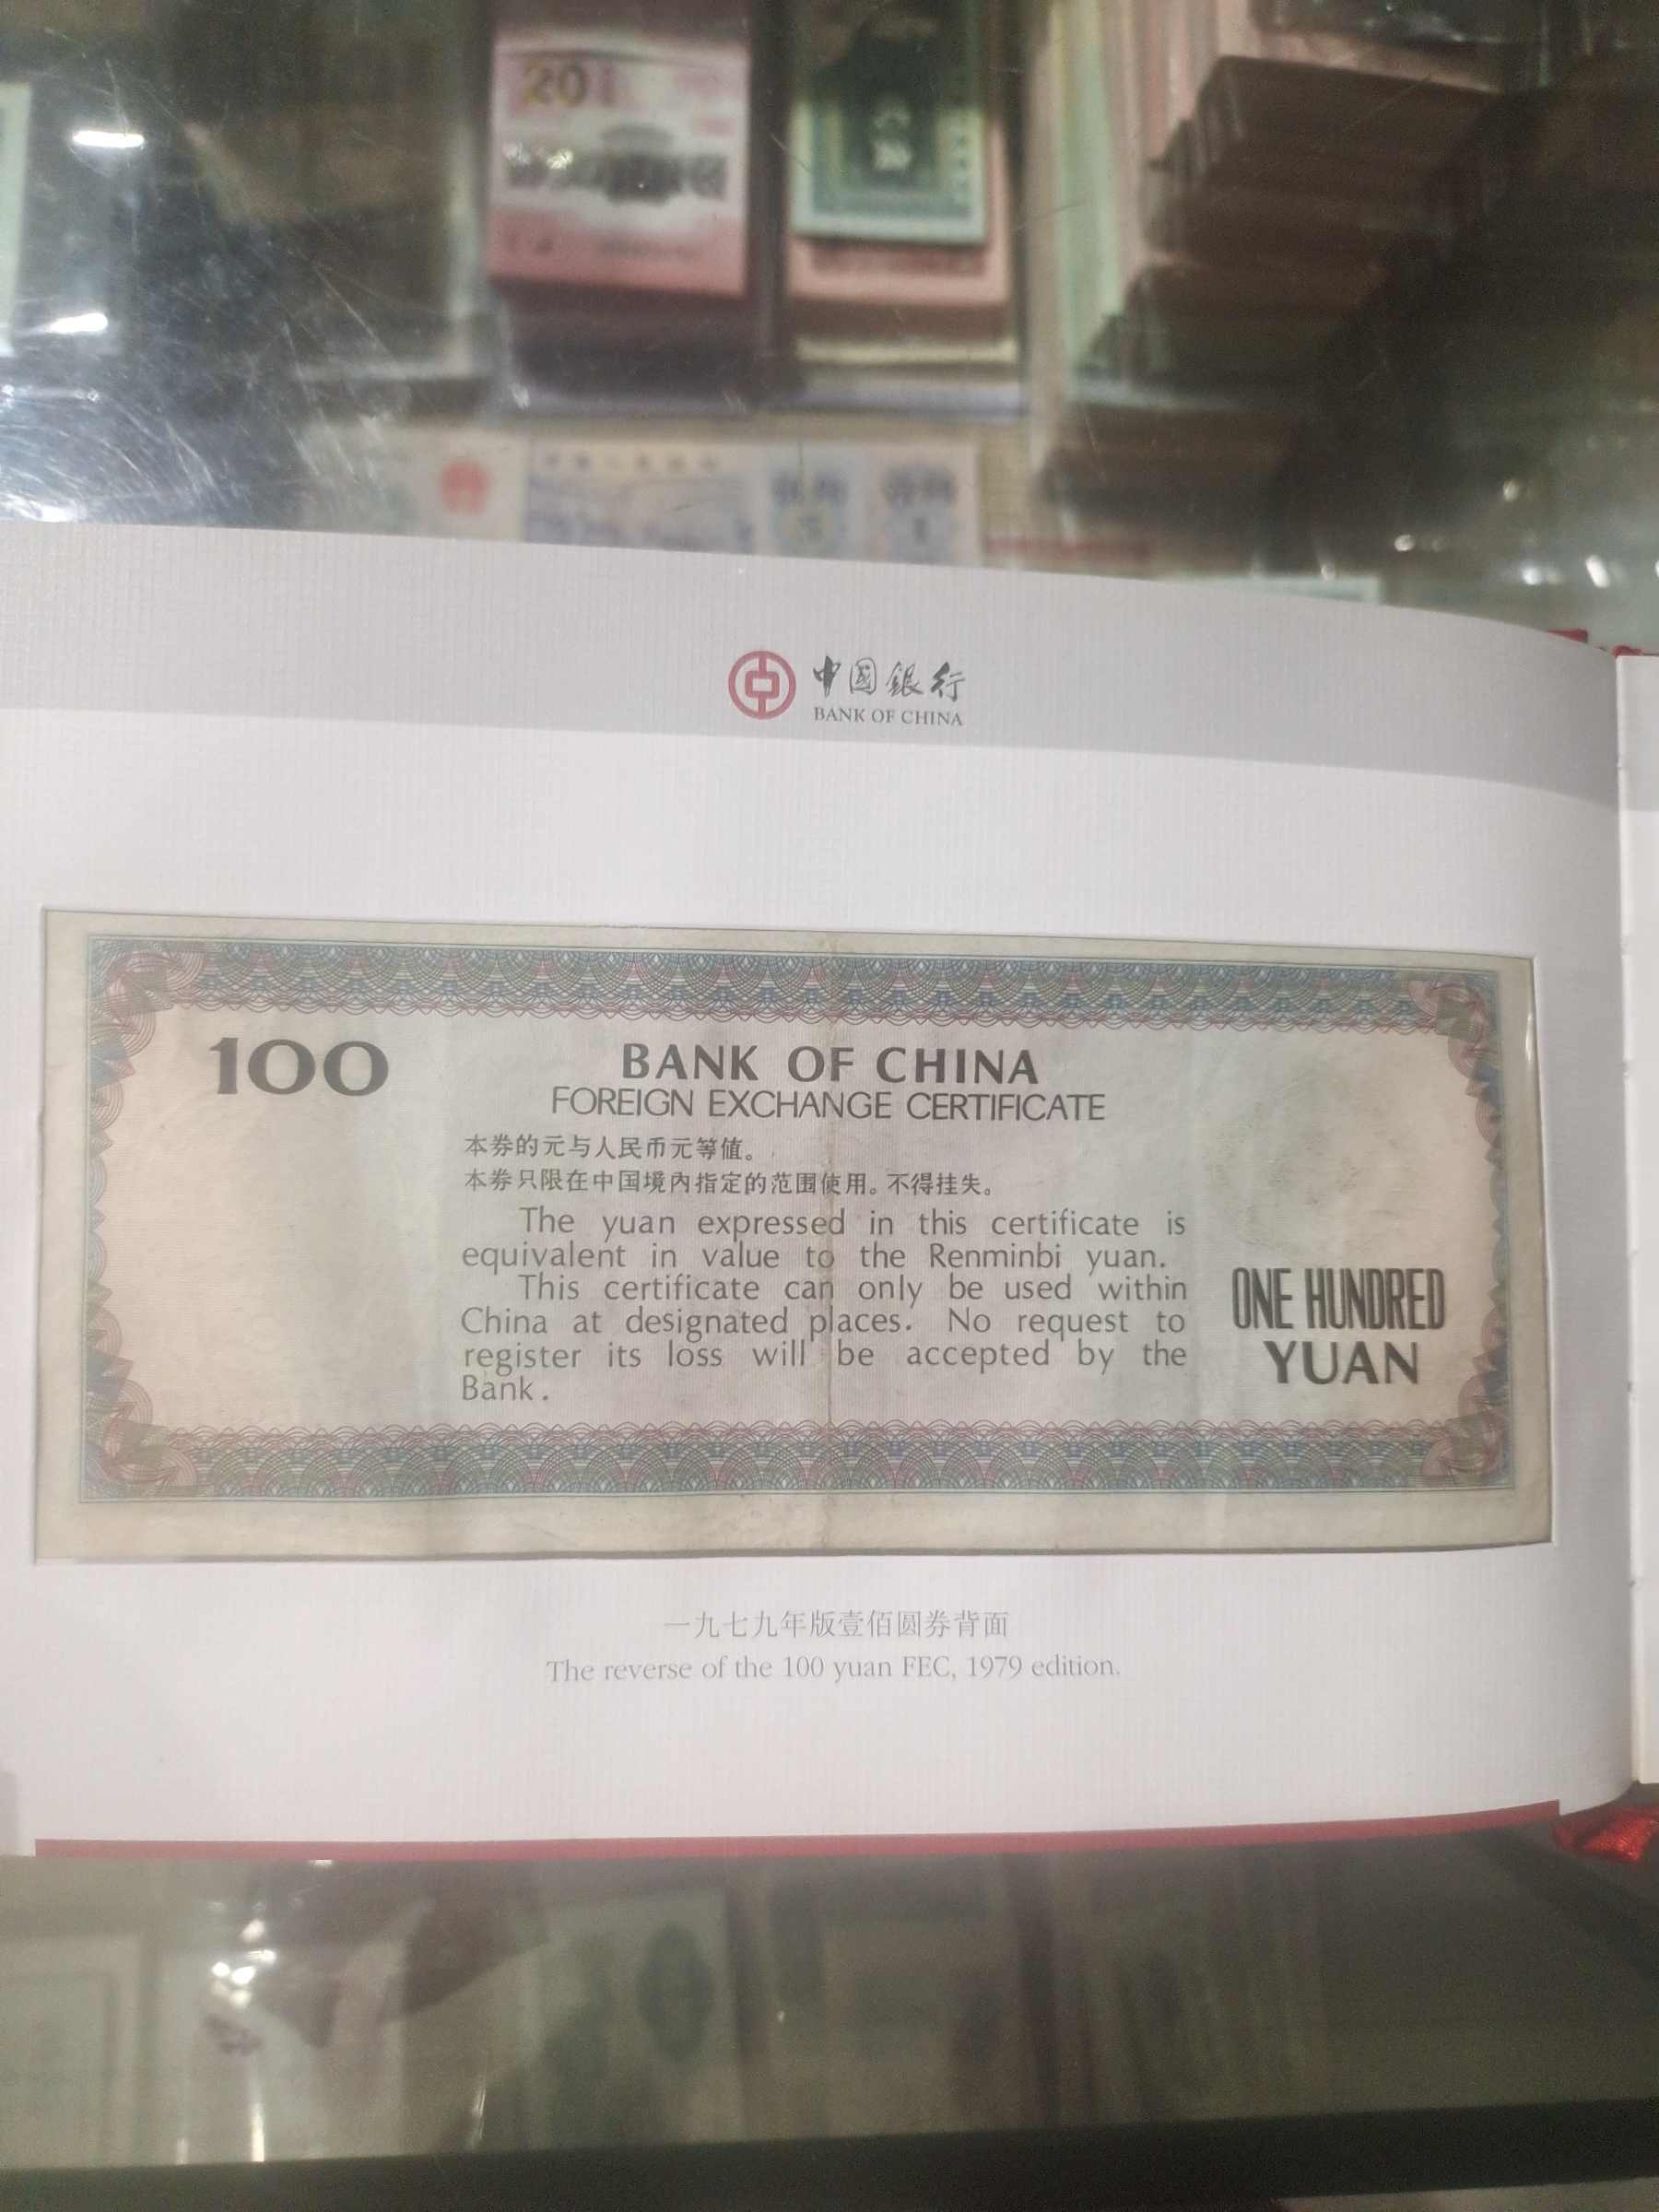 20
中國銀行
BANK OF CHINA
100
BANK OF CHINA
FOREIGN EXCHANGE CERTIFICATE
本券的元与人民币元等值。
本券只限在中国境内指定的范围使用。不得挂失。
The yuan expressed in this certificate is
equivalent in value to the Renminbi yuan.
This certificate can only be used within
China at designated places. No request to
register its loss will be accepted by the
Bank.
ONE HUNDRED
YUAN
一九七九年版壹佰圆券背面
The reverse of the 100 yuan FEC, 1979 edition.